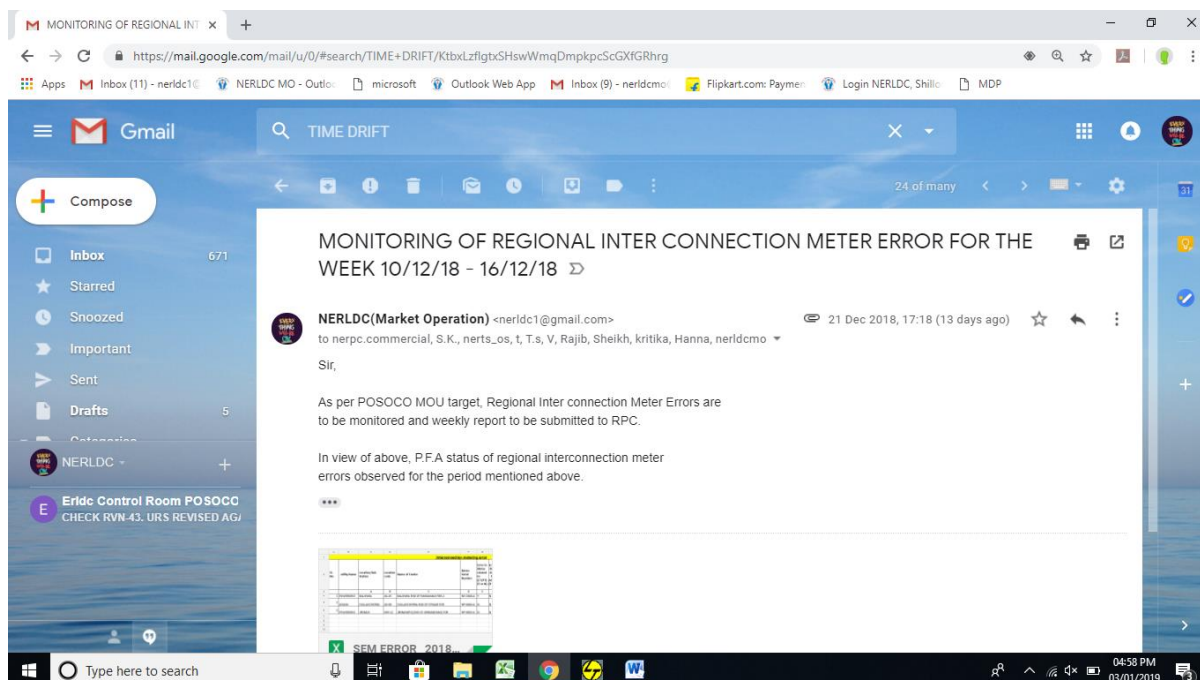 MONITORING OF REGIONAL INT
https://mail.google.com/mail/u/0/#search/TIME+DRIFT/KtbxLzflgtxSHswWmqDmpkpcScGXfGRhrg
Apps Inbox (11) - nerldc1@ NERLDC MO - Outloo microsoft Outlook Web App Inbox (9) - nerldcmo Flipkart.com: Paymen Login NERLDC, Shillo MDP
Gmail
TIME DRIFT
24 of many
31
Compose
Inbox 671
Starred
Snoozed
Important
Sent
Drafts 5
Categories
NERLDC
E
Erldc Control Room POSOCO
CHECK RVN-43. URS REVISED AGA
MONITORING OF REGIONAL INTER CONNECTION METER ERROR FOR THE
WEEK 10/12/18 - 16/12/18
NERLDC(Market Operation) <nerldc1@gmail.com>
21 Dec 2018, 17:18 (13 days ago)
to nerpc.commercial, S.K., nerts_os, t, T.s, V, Rajib, Sheikh, kritika, Hanna, nerldcmo
Sir,
As per POSOCO MOU target, Regional Inter connection Meter Errors are
to be monitored and weekly report to be submitted to RPC.
In view of above, P.F.A status of regional interconnection meter
errors observed for the period mentioned above.
X SEM ERROR_2018...
Type here to search
04:58 PM
03/01/2019